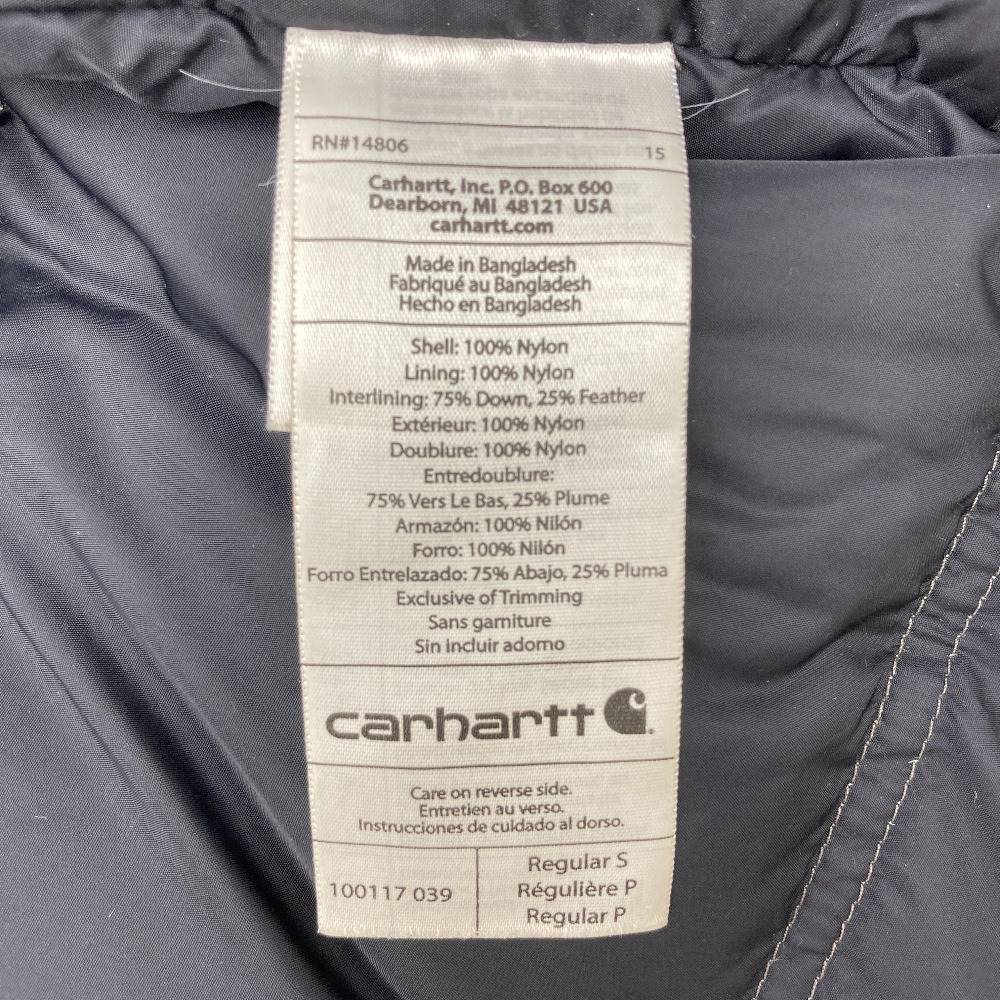 RN#14806
15
Carhartt, Inc. P.O. Box 600
Dearborn, MI 48121 USA
carhartt.com
Made in Bangladesh
Fabriqué au Bangladesh
Hecho en Bangladesh
Shell: 100% Nylon
Lining: 100% Nylon
Interlining: 75% Down, 25% Feather
Extérieur: 100% Nylon
Doublure: 100% Nylon
Entredoublure:
75% Vers Le Bas, 25% Plume
Armazón: 100% Nilón
Forro: 100% Nilón
Forro Entrelazado: 75% Abajo, 25% Pluma
Exclusive of Trimming
Sans garniture
Sin incluir adorno
carhartt
Care on reverse side.
Entretien au verso.
Instrucciones de cuidado al dorso.
100117 039
Regular S
Régulière P
Regular P